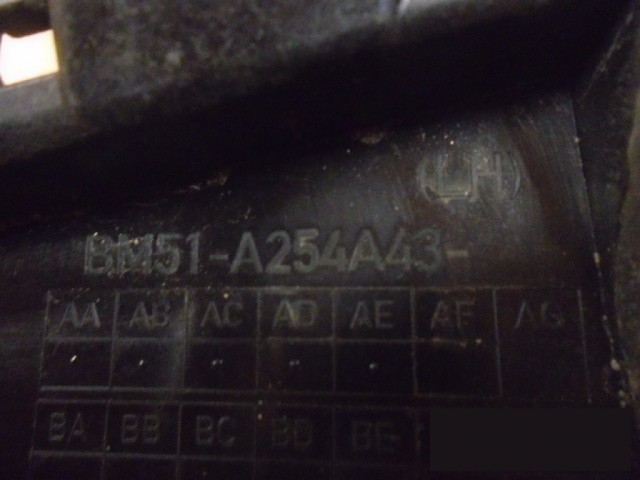 (LH)
BM51-A254A43-
AA AB AC AD AE AF AG
BA BB BC BD BE